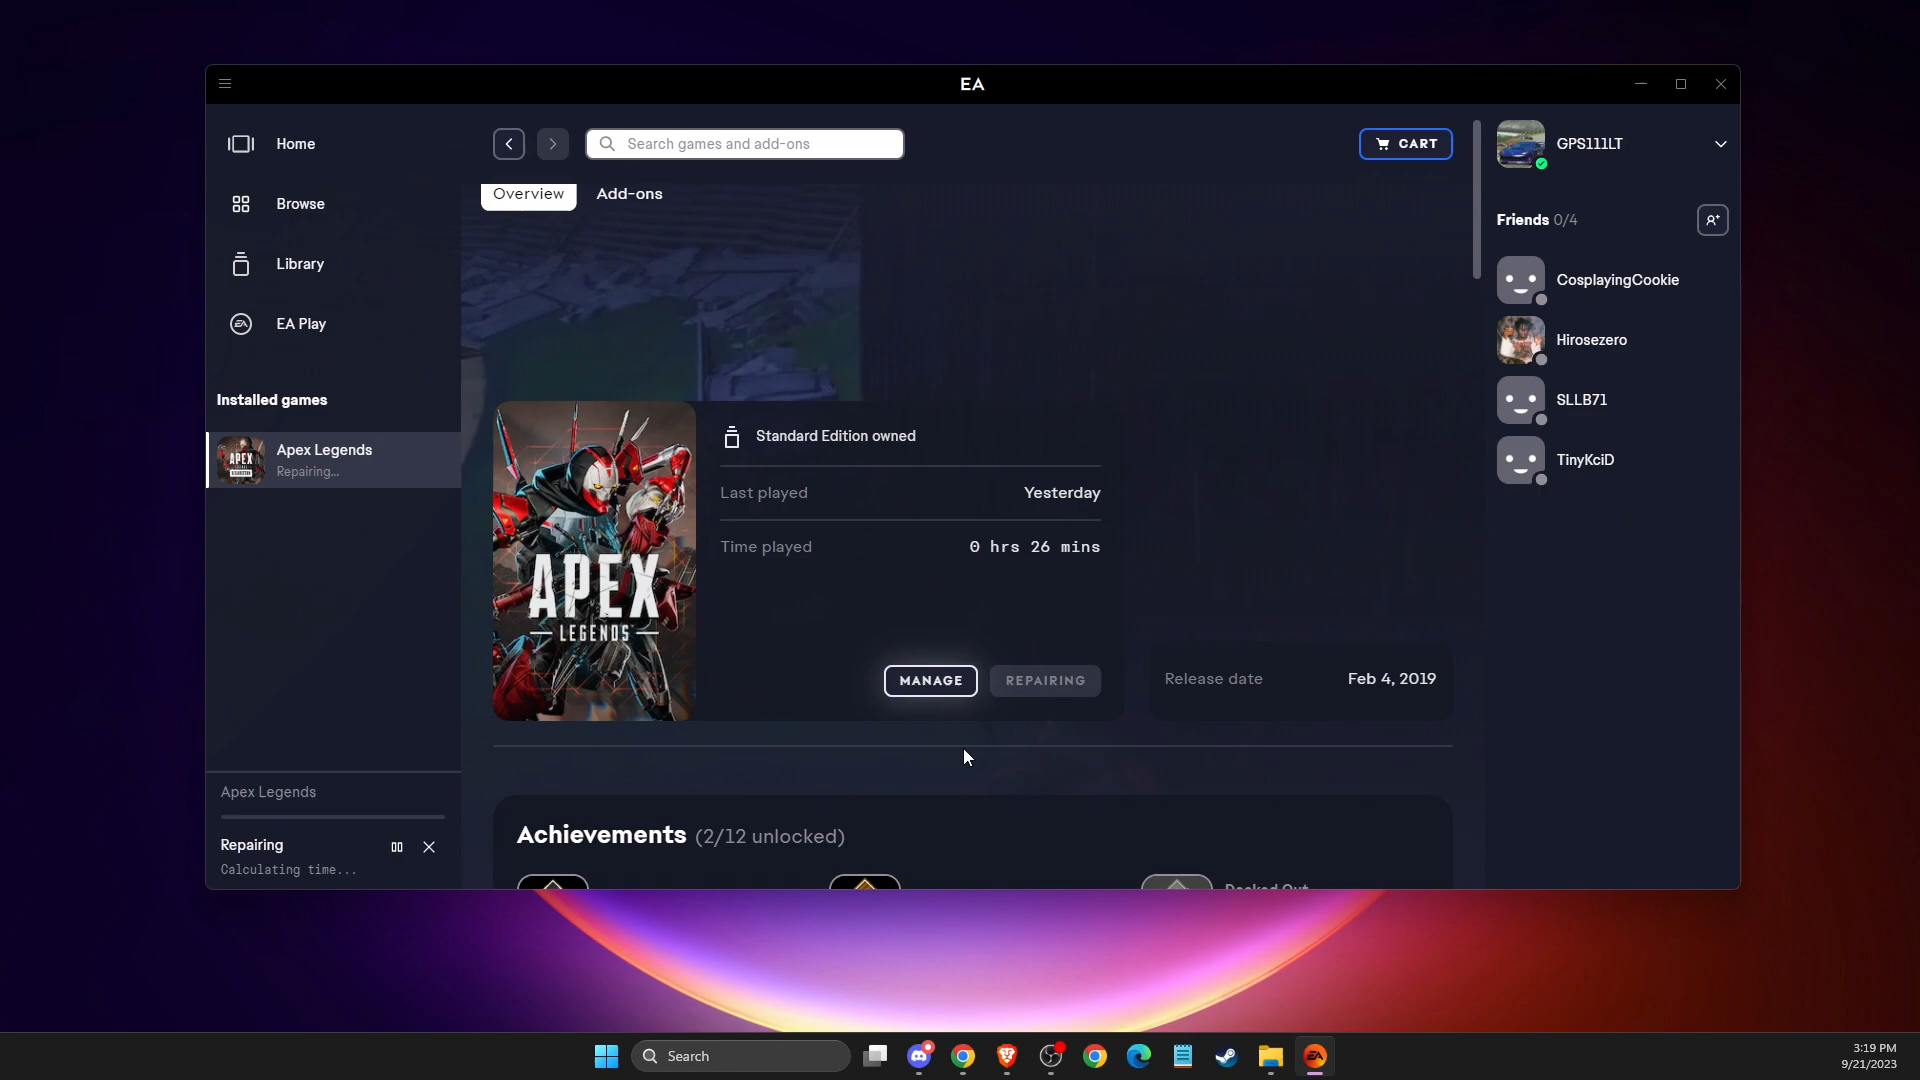 EA
Home
Browse
Library
EA Play
Installed games
Apex Legends
Repairing...
Apex Legends
Repairing
Calculating time...
Search games and add-ons
CART
Overview
Add-ons
APEX
LEGENDS
Standard Edition owned
Last played Yesterday
Time played 0 hrs 26 mins
MANAGE
REPAIRING
Release date Feb 4, 2019
Achievements (2/12 unlocked)
Decked Out
GPS111LT
Friends 0/4
CosplayingCookie
Hirosezero
SLLB71
TinyKciD
Search
3:19 PM
9/21/2023